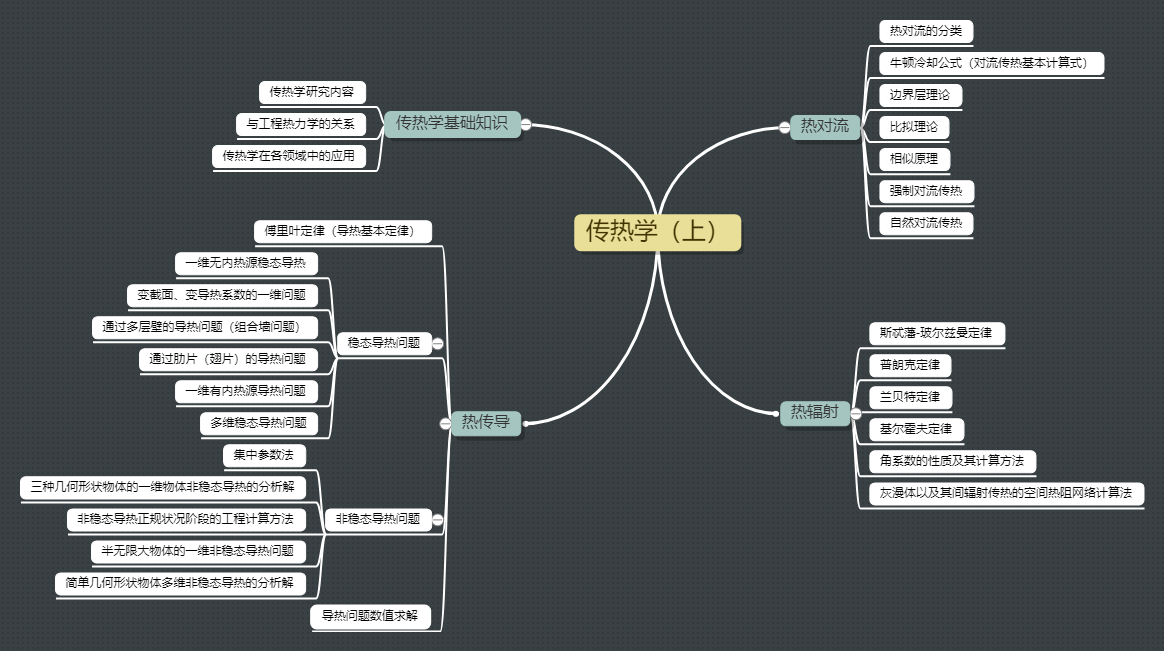 传热学（上）
传热学基础知识
传热学研究内容
与工程热力学的关系
传热学在各领域中的应用
热传导
傅里叶定律（导热基本定律）
稳态导热问题
一维无内热源稳态导热
变截面、变导热系数的一维问题
通过多层壁的导热问题（组合墙问题）
通过肋片（翅片）的导热问题
一维有内热源导热问题
多维稳态导热问题
非稳态导热问题
集中参数法
三种几何形状物体的一维物体非稳态导热的分析解
非稳态导热正规状况阶段的工程计算方法
半无限大物体的一维非稳态导热问题
简单几何形状物体多维非稳态导热的分析解
导热问题数值求解
热对流
热对流的分类
牛顿冷却公式（对流传热基本计算式）
边界层理论
比拟理论
相似原理
强制对流传热
自然对流传热
热辐射
斯忒藩-玻尔兹曼定律
普朗克定律
兰贝特定律
基尔霍夫定律
角系数的性质及其计算方法
灰漫体以及其间辐射传热的空间热阻网络计算法